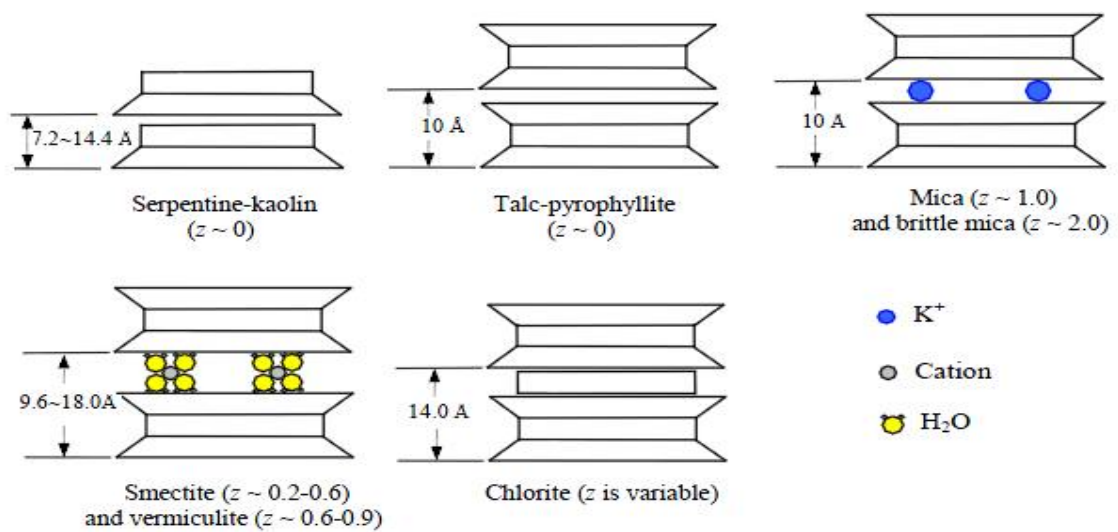 7.2~14.4 A
Serpentine-kaolin
(z ~ 0)
10 Å
Talc-pyrophyllite
(z ~ 0)
10 A
Mica (z ~ 1.0)
and brittle mica (z ~ 2.0)
9.6~18.0A
Smectite (z ~ 0.2-0.6)
and vermiculite (z ~ 0.6-0.9)
14.0 A
Chlorite (z is variable)
K⁺
Cation
H₂O